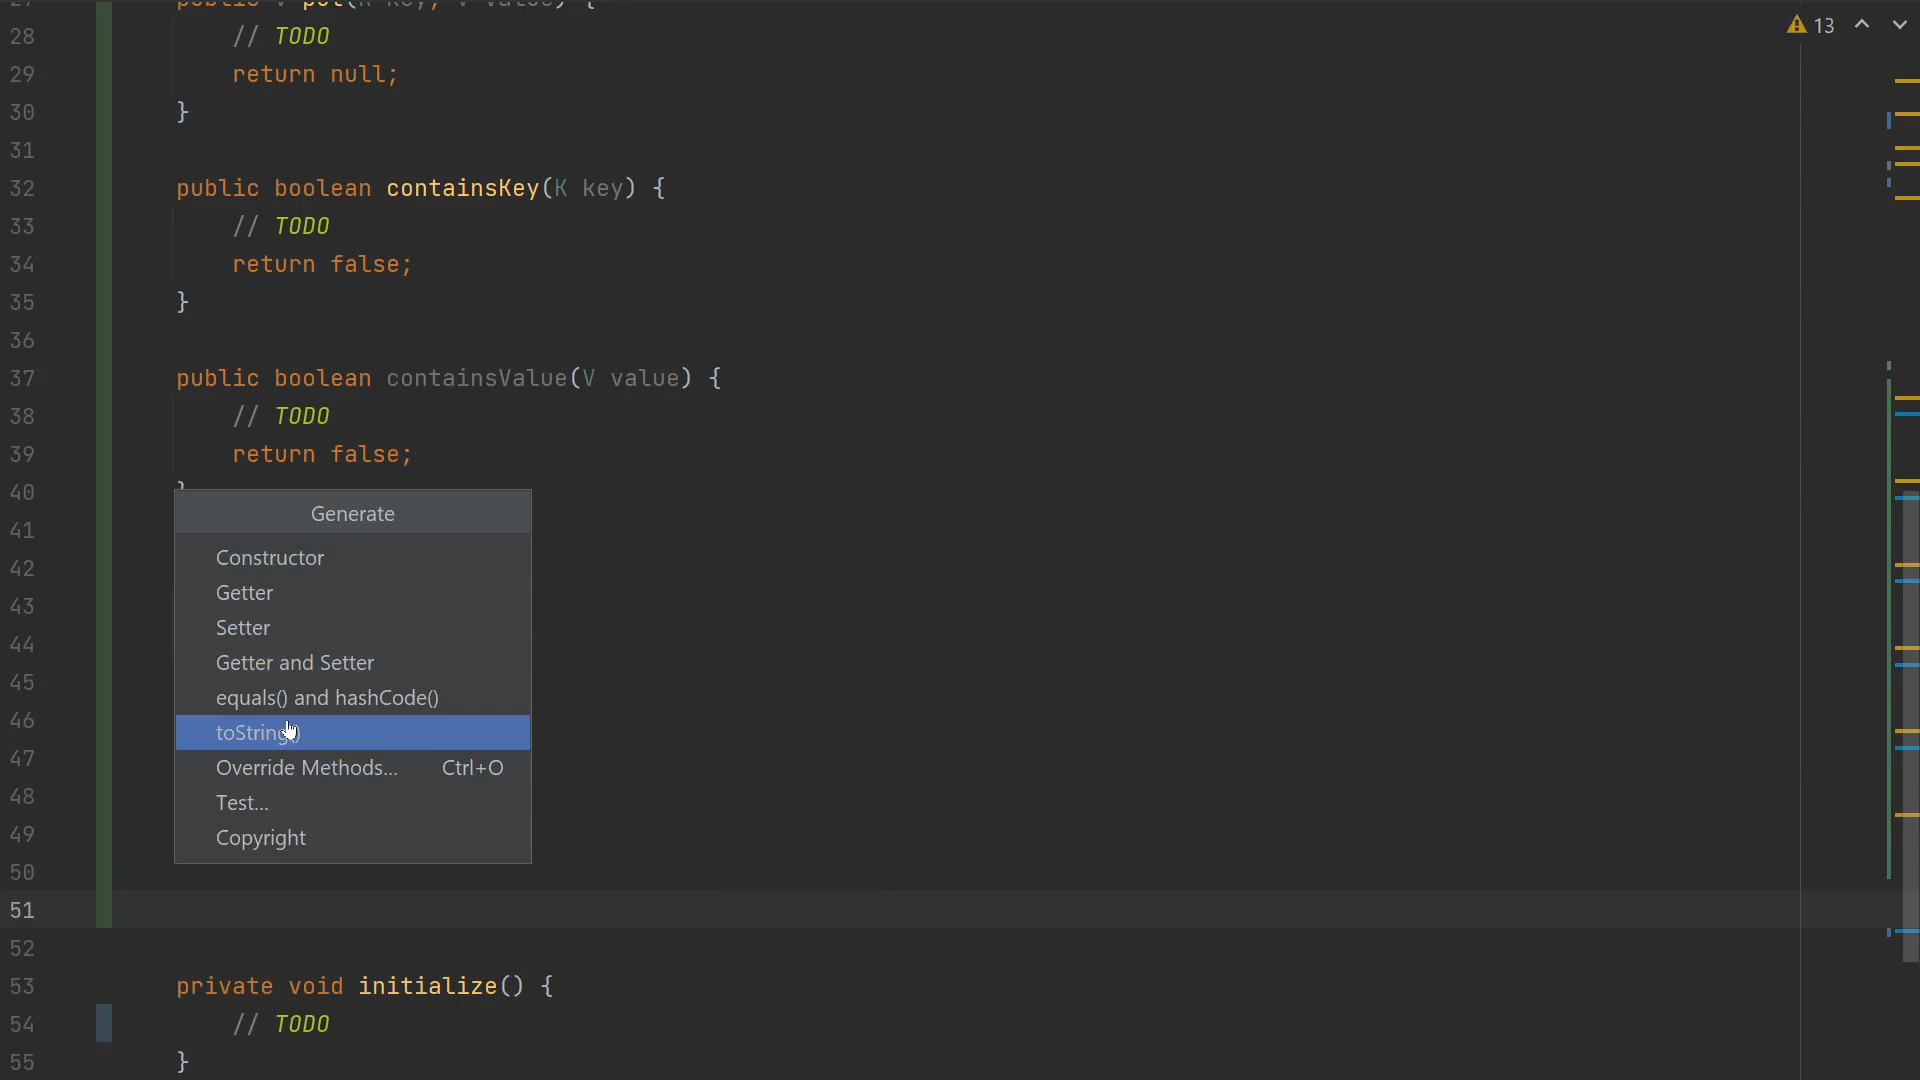 28 // TODO
13
29 return null;
30 }
31
32 public boolean containsKey(K key) {
33 // TODO
34 return false;
35 }
36
37 public boolean containsValue(V value) {
38 // TODO
39 return false;
40
41 Generate
42 Constructor
43 Getter
44 Setter
45 Getter and Setter
46 equals() and hashCode()
toString()
47 Override Methods... Ctrl+O
48 Test...
49 Copyright
50
51
52
53 private void initialize() {
54 // TODO
55 }